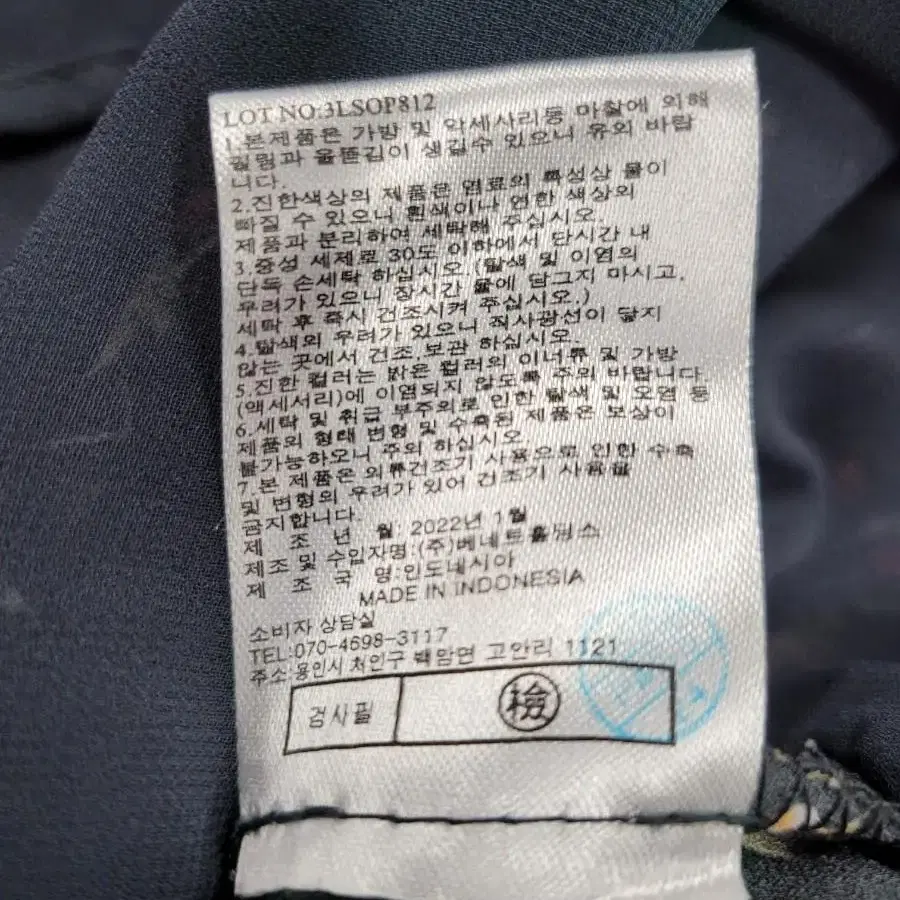 LOT NO:3LSOP812
1.본제품은 가방 및 악세사리등 마찰에 의해
필링과 올뜯김이 생길수 있으니 유의 바랍
니다.
2.진한색상의 제품은 염료의 특성상 물이
빠질 수 있으니 흰색이나 연한 색상의
제품과 분리하여 세탁해 주십시오.
3.중성 세제로 30도 이하에서 단시간 내
단독 손세탁 하십시오.(탈색 및 이염의
우려가 있으니 장시간 물에 담그지 마시고,
세탁 후 즉시 건조시켜 주십시오.)
4.탈색의 우려가 있으니 직사광선이 닿지
않는 곳에서 건조,보관 하십시오.
5.진한 컬러는 밝은 컬러의 이너류 및 가방
(액세서리)에 이염되지 않도록 주의 바랍니다.
6.세탁 및 취급 부주의로 인한 탈색 및 오염 등
제품의 형태 변형 및 수축된 제품은 보상이
불가능하오니 주의 하십시오.
7.본 제품은 의류건조기 사용으로 인한 수축
및 변형의 우려가 있어 건조기 사용을
금지합니다.
제 조 년 월 2022년 1월
제조 및 수입자명:(주)베네트홀딩스
제 조 국 명:인도네시아
MADE IN INDONESIA
소비자 상담실
TEL:070-4698-3117
주소:용인시 처인구 백암면 고안리 1121
검사필 檢